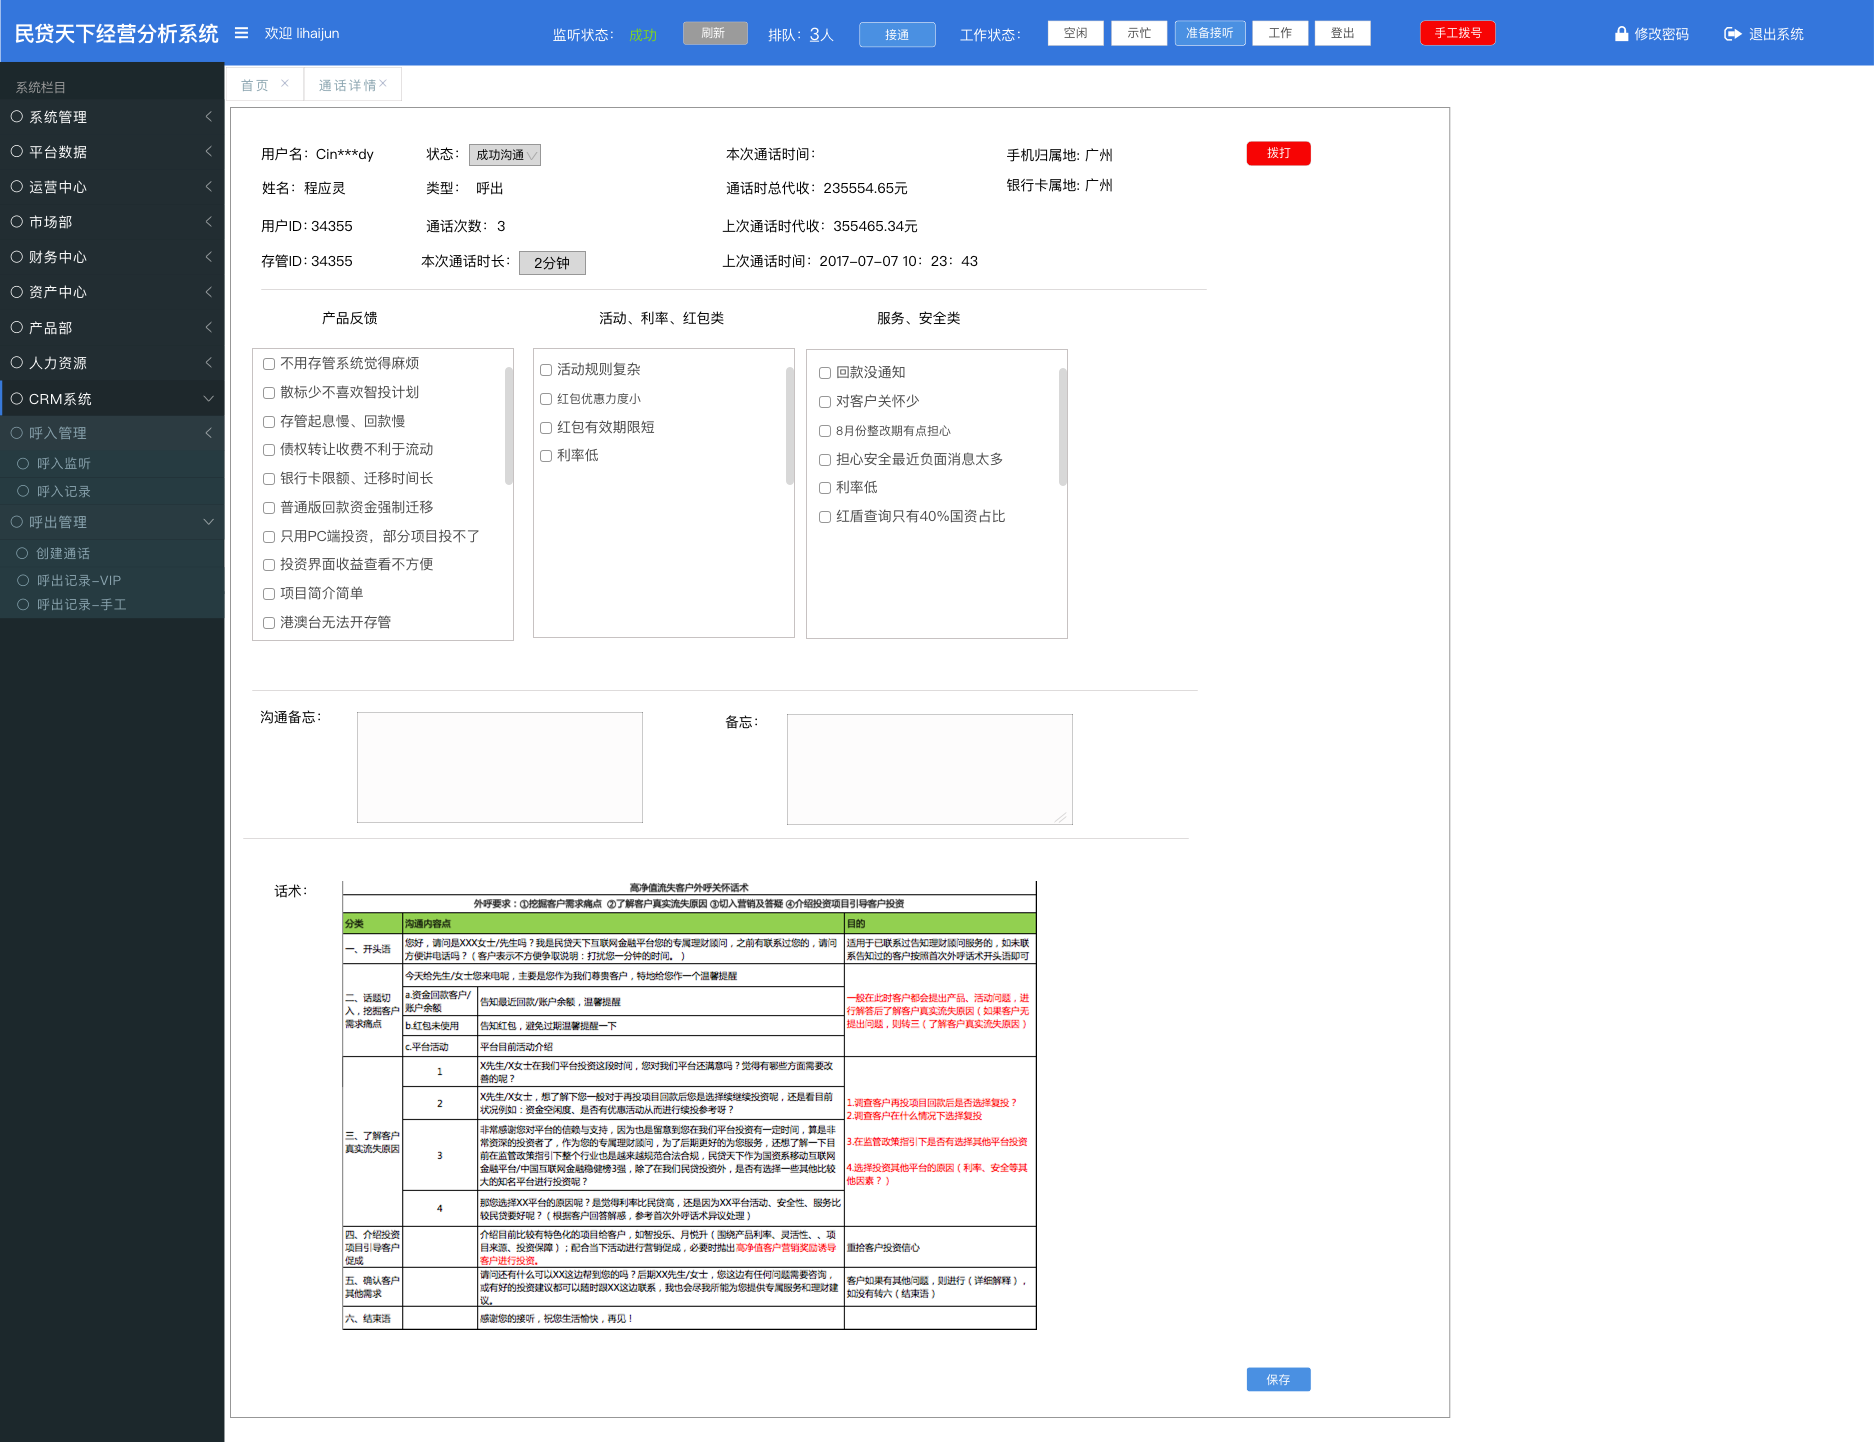 民贷天下经营分析系统
欢迎 lihaijun
监听状态： 成功
刷新
排队：3人
接通
工作状态：
空闲
示忙
准备接听
工作
登出
手工拨号
修改密码
退出系统
系统栏目
系统管理
平台数据
运营中心
市场部
财务中心
资产中心
产品部
人力资源
CRM系统
呼入管理
呼入监听
呼入记录
呼出管理
创建通话
呼出记录-VIP
呼出记录-手工
首页 ×
通话详情×
用户名：Cin***dy
状态： 成功沟通
本次通话时间：
手机归属地: 广州
拨打
姓名：程应灵
类型： 呼出
通话时总代收：235554.65元
银行卡属地: 广州
用户ID: 34355
通话次数：3
上次通话时代收：355465.34元
存管ID: 34355
本次通话时长： 2分钟
上次通话时间：2017-07-07 10：23：43
产品反馈
不用存管系统觉得麻烦
散标少不喜欢智投计划
存管起息慢、回款慢
债权转让收费不利于流动
银行卡限额、迁移时间长
普通版回款资金强制迁移
只用PC端投资，部分项目投不了
投资界面收益查看不方便
项目简介简单
港澳台无法开存管
活动、利率、红包类
活动规则复杂
红包优惠力度小
红包有效期限短
利率低
服务、安全类
回款没通知
对客户关怀少
8月份整改期有点担心
担心安全最近负面消息太多
利率低
红盾查询只有40%国资占比
沟通备忘：
备忘：
话术：
高净值流失客户外呼关怀话术
外呼要求：①挖掘客户需求痛点 ②了解客户真实流失原因 ③切入营销及答疑 ④介绍投资项目引导客户投资
分类
沟通内容点
目的
一、开头语
您好，请问是XXX女士/先生吗？我是民贷天下互联网金融平台您的专属理财顾问，之前有联系过您的，请问
方便讲电话吗？（客户表示不方便争取说明：打扰您一分钟的时间。）
适用于已联系过告知理财顾问服务的，如未联
系告知过的客户按照首次外呼话术开头语即可
二、话题切
入，挖掘客户
需求痛点
今天给先生/女士您来电呢，主要是您作为我们尊贵客户，特地给您作一个温馨提醒
a.资金回款客户/
账户余额
告知最近回款/账户余额，温馨提醒
b.红包未使用
告知红包，避免过期温馨提醒一下
c.平台活动
平台目前活动介绍
一般在此时客户都会提出产品、活动问题，进
行解答后了解客户真实流失原因（如果客户无
提出问题，则转三（了解客户真实流失原因）
三、了解客户
真实流失原因
1
X先生/X女士在我们平台投资这段时间，您对我们平台还满意吗？觉得有哪些方面需要改
善的呢？
2
X先生/X女士，想了解下您一般对于再投项目回款后您是选择续继续投资呢，还是看目前
状况例如：资金空闲度、是否有优惠活动从而进行续投参考呀？
3
非常感谢您对平台的信赖与支持，因为也是留意到您在我们平台投资有一定时间，算是非
常资深的投资者了，作为您的专属理财顾问，为了后期更好的为您服务，还想了解一下目
前在监管政策指引下整个行业也是越来越规范合法合规，民贷天下作为国资系移动互联网
金融平台/中国互联网金融稳健榜3强，除了在我们民贷投资外，是否有选择一些其他比较
大的知名平台进行投资呢？
4
那您选择XX平台的原因呢？是觉得利率比民贷高，还是因为XX平台活动、安全性、服务比
较民贷要好呢？（根据客户回答解惑，参考首次外呼话术异议处理）
1.调查客户再投项目回款后是否选择复投？
2.调查客户在什么情况下选择复投
3.在监管政策指引下是否有选择其他平台投资
4.选择投资其他平台的原因（利率、安全等其
他因素？）
四、介绍投资
项目引导客户
促成
介绍目前比较有特色化的项目给客户，如智投乐、月悦升（围绕产品利率、灵活性、、项
目来源、投资保障）；配合当下活动进行营销促成，必要时抛出高净值客户营销奖励诱导
客户进行投资。
重拾客户投资信心
五、确认客户
其他需求
请问还有什么可以XX这边帮到您的吗？后期XX先生/女士，您这边有任何问题需要咨询，
或有好的投资建议都可以随时跟XX这边联系，我也会尽我所能为您提供专属服务和理财建
议。
客户如果有其他问题，则进行（详细解释），
如没有转六（结束语）
六、结束语
感谢您的接听，祝您生活愉快，再见！
保存